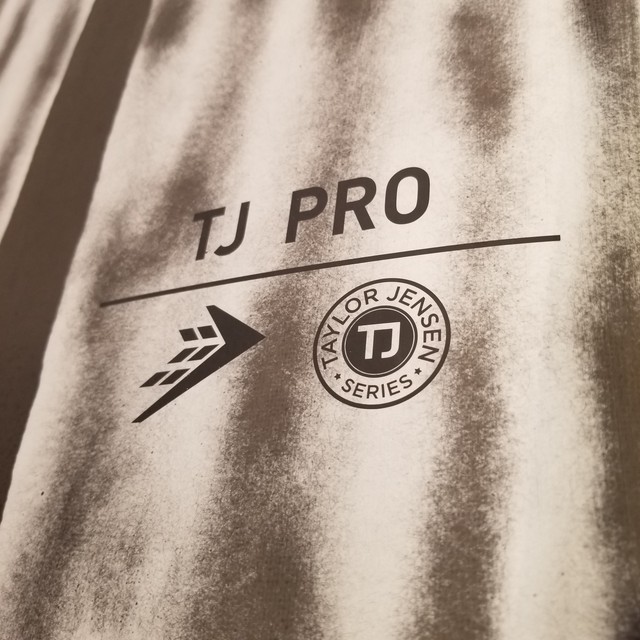 TJ PRO
TAYLOR JENSEN
TJ
SERIES